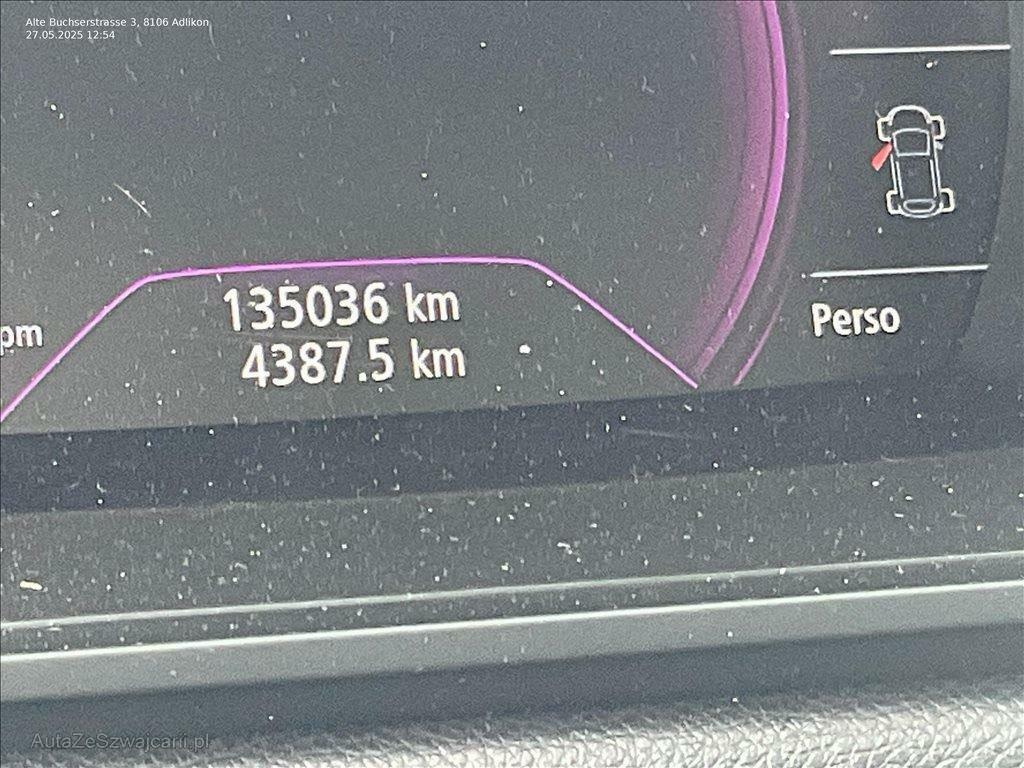 Alte Buchserstrasse 3, 8106 Adlikon
27.05.2025 12:54
135036 km
pm
4387.5 km
Perso
AutaZeSzwajcarii.pl